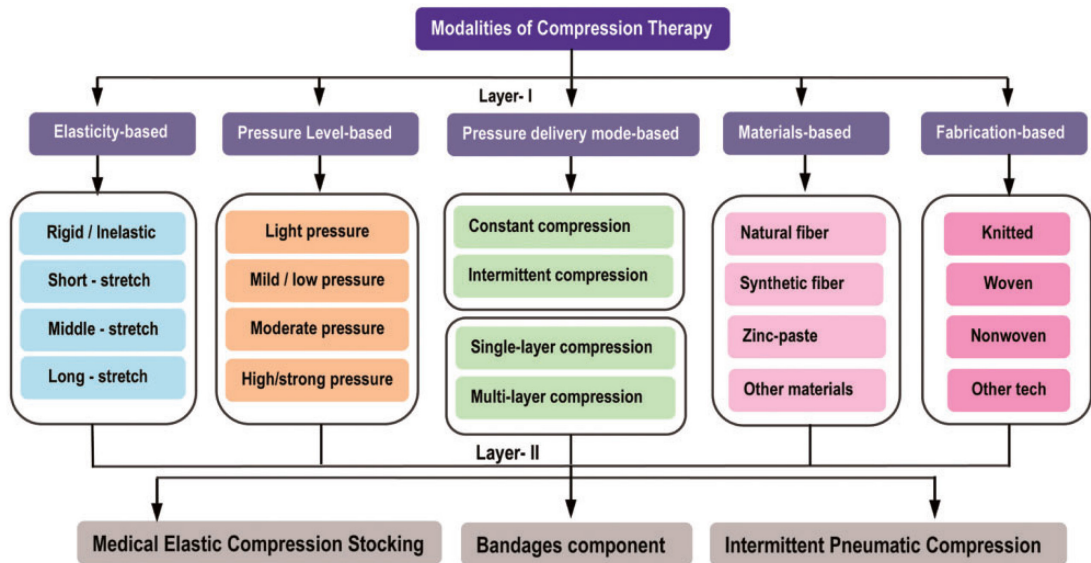 Modalities of Compression Therapy
Layer- I
Elasticity-based
Pressure Level-based
Pressure delivery mode-based
Materials-based
Fabrication-based
Rigid / Inelastic
Short - stretch
Middle - stretch
Long - stretch
Light pressure
Mild / low pressure
Moderate pressure
High/strong pressure
Constant compression
Intermittent compression
Single-layer compression
Multi-layer compression
Natural fiber
Synthetic fiber
Zinc-paste
Other materials
Knitted
Woven
Nonwoven
Other tech
Layer- II
Medical Elastic Compression Stocking
Bandages component
Intermittent Pneumatic Compression